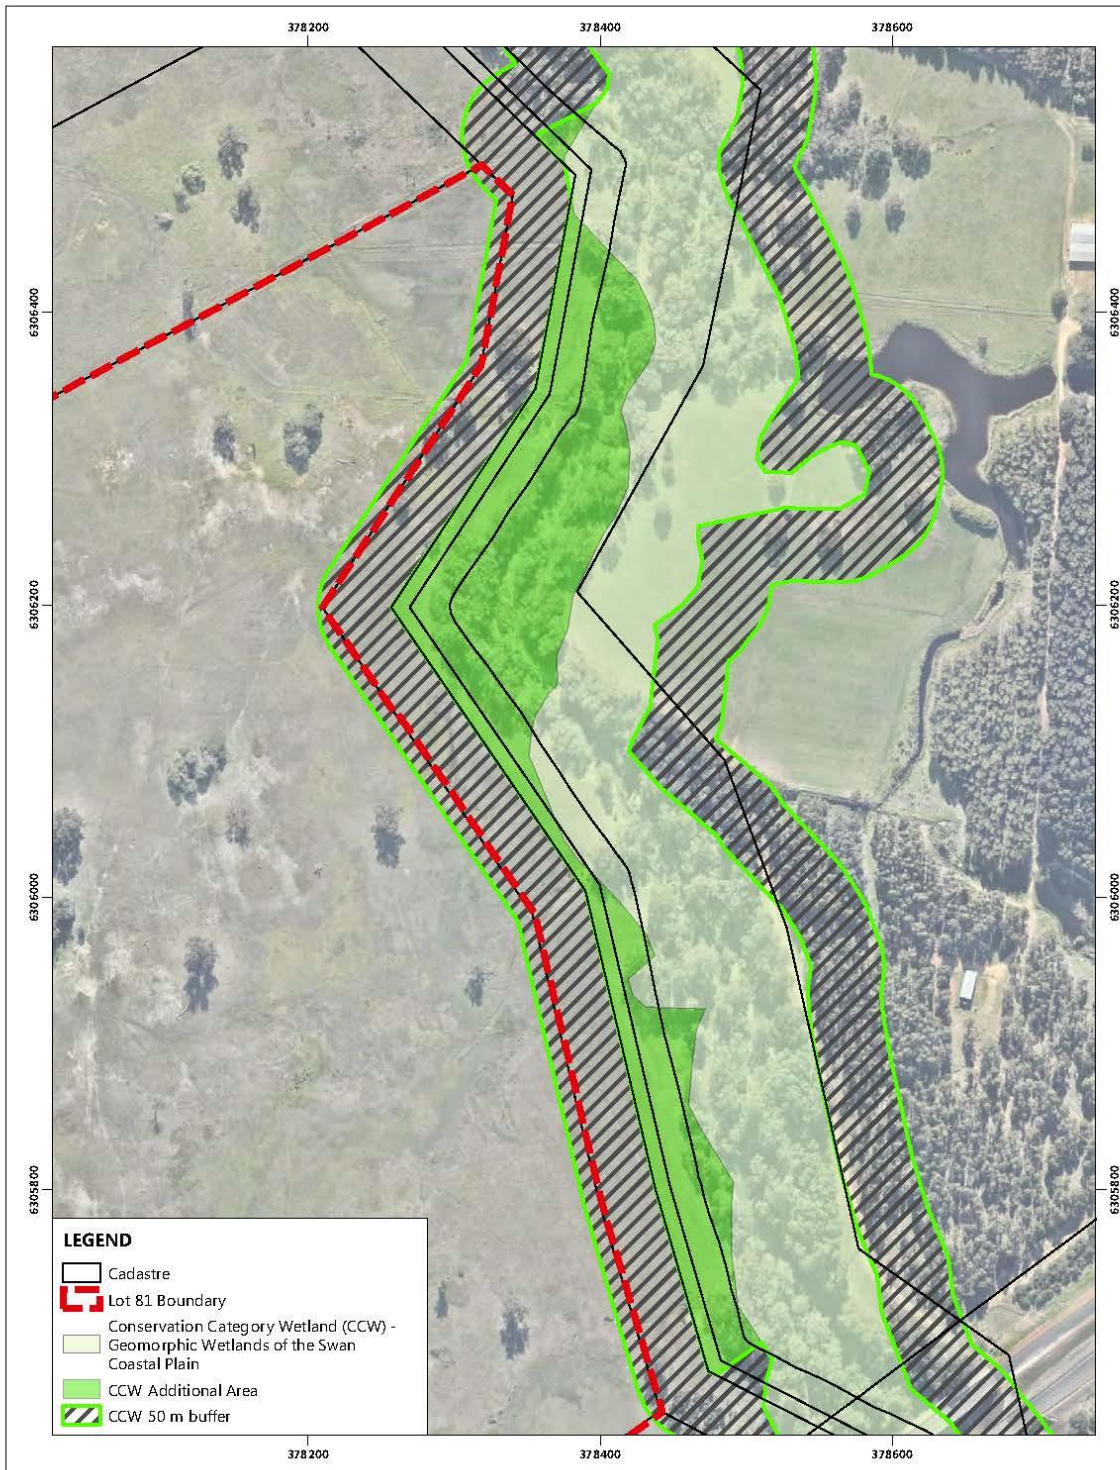 378200 378400 378600
6306400 6306400
6306200 6306200
6306000 6306000
6305800 6305800
LEGEND
Cadastre
Lot 81 Boundary
Conservation Category Wetland (CCW) -
Geomorphic Wetlands of the Swan
Coastal Plain
CCW Additional Area
CCW 50 m buffer
378200 378400 378600